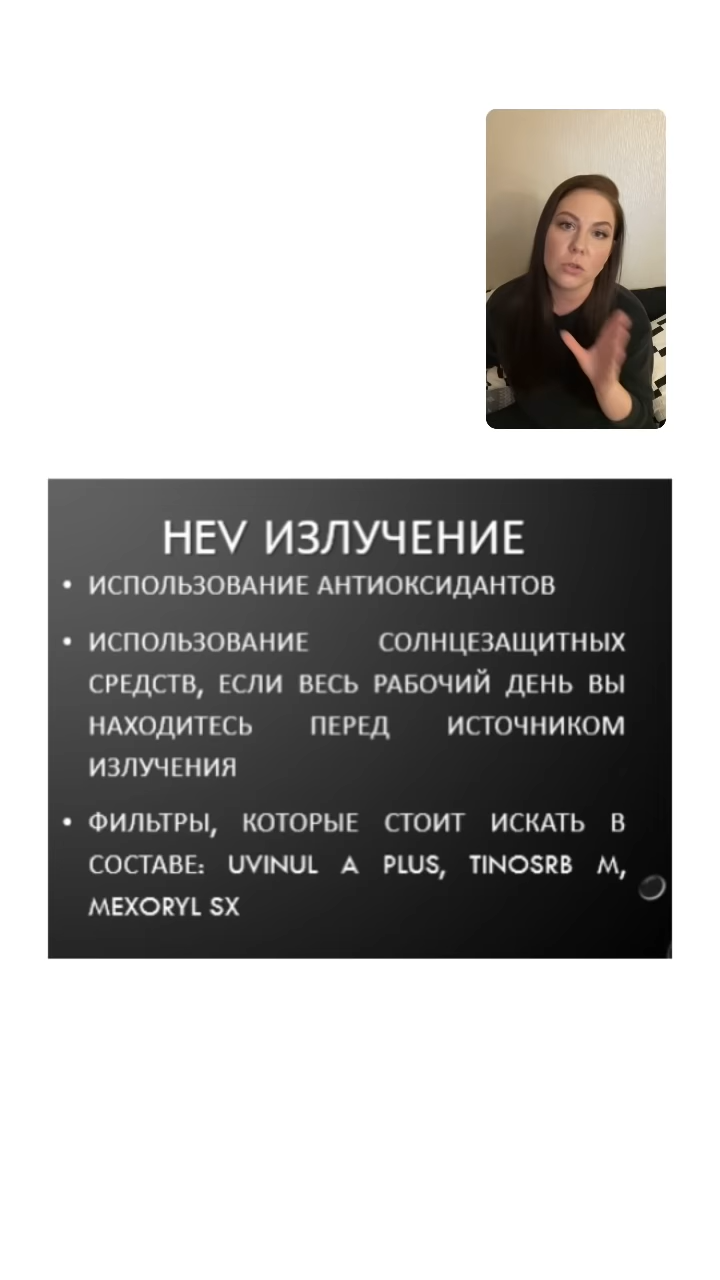 HEV ИЗЛУЧЕНИЕ
• ИСПОЛЬЗОВАНИЕ АНТИОКСИДАНТОВ
• ИСПОЛЬЗОВАНИЕ СОЛНЦЕЗАЩИТНЫХ
СРЕДСТВ, ЕСЛИ ВЕСЬ РАБОЧИЙ ДЕНЬ ВЫ
НАХОДИТЕСЬ ПЕРЕД ИСТОЧНИКОМ
ИЗЛУЧЕНИЯ
• ФИЛЬТРЫ, КОТОРЫЕ СТОИТ ИСКАТЬ В
СОСТАВЕ: UVINUL A PLUS, TINOSRB M,
MEXORYL SX